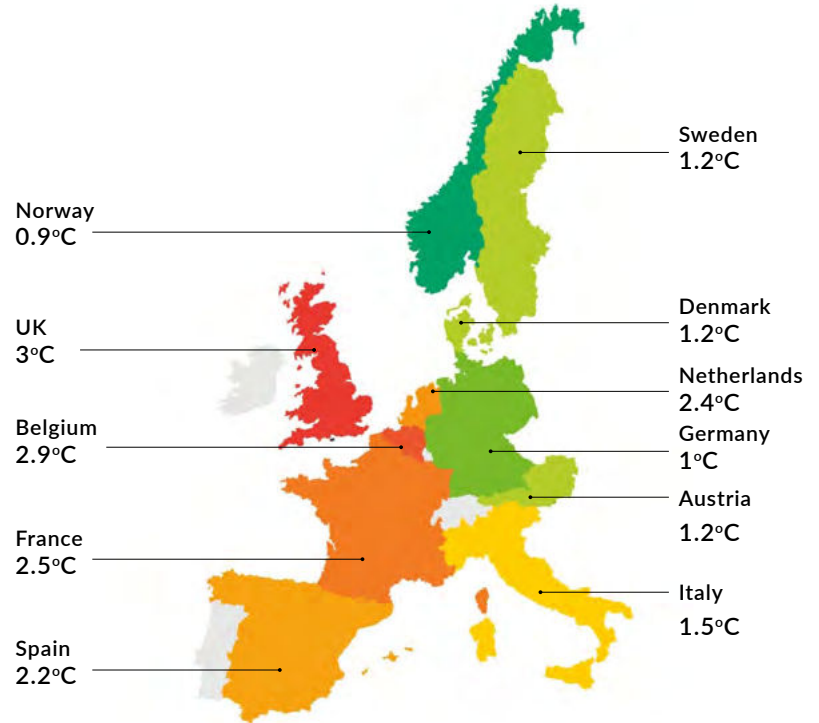 Norway
0.9°C
UK
3°C
Belgium
2.9°C
France
2.5°C
Spain
2.2°C
Sweden
1.2°C
Denmark
1.2°C
Netherlands
2.4°C
Germany
1°C
Austria
1.2°C
Italy
1.5°C